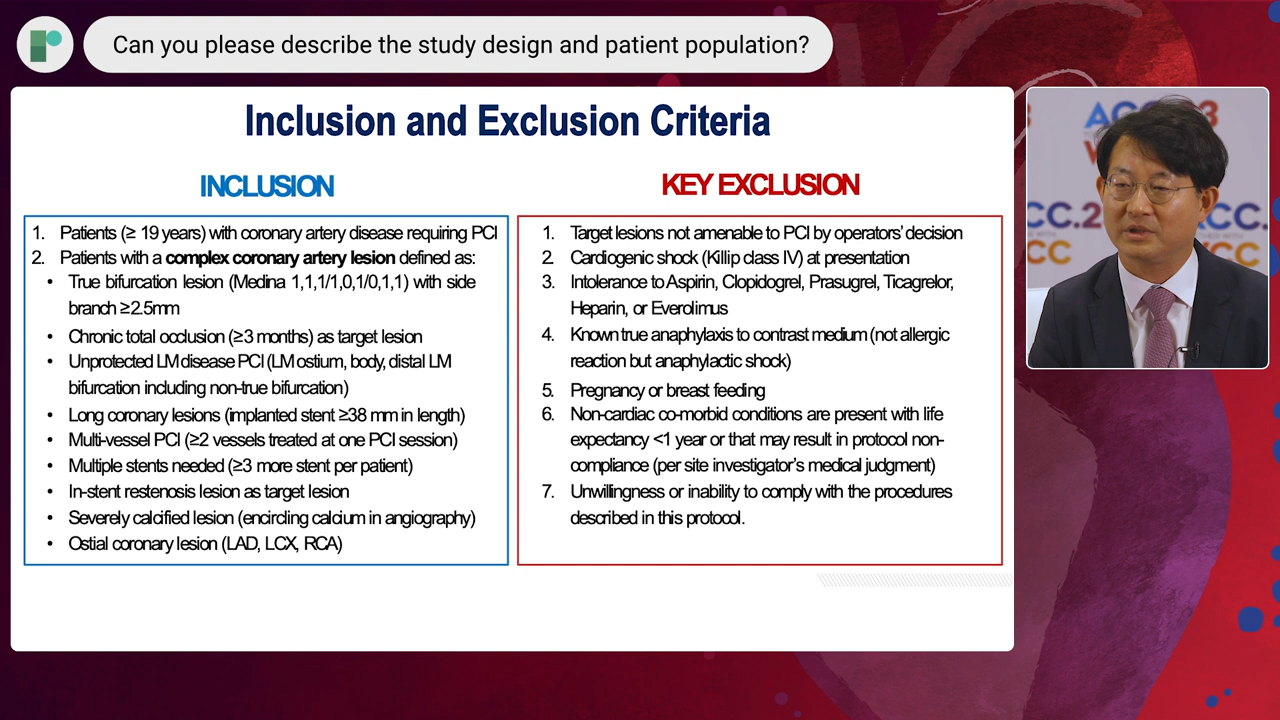 Can you please describe the study design and patient population?
Inclusion and Exclusion Criteria
INCLUSION
1. Patients (≥ 19 years) with coronary artery disease requiring PCI
2. Patients with a complex coronary artery lesion defined as:
• True bifurcation lesion (Medina 1,1,1/1,0,1/0,1,1) with side
branch ≥2.5mm
• Chronic total occlusion (≥3 months) as target lesion
• Unprotected LM disease PCI (LM ostium, body, distal LM
bifurcation including non-true bifurcation)
• Long coronary lesions (implanted stent ≥38 mm in length)
• Multi-vessel PCI (≥2 vessels treated at one PCI session)
• Multiple stents needed (≥3 more stent per patient)
• In-stent restenosis lesion as target lesion
• Severely calcified lesion (encircling calcium in angiography)
• Ostial coronary lesion (LAD, LCX, RCA)
KEY EXCLUSION
1. Target lesions not amenable to PCI by operators' decision
2. Cardiogenic shock (Killip class IV) at presentation
3. Intolerance to Aspirin, Clopidogrel, Prasugrel, Ticagrelor,
Heparin, or Everolimus
4. Known true anaphylaxis to contrast medium (not allergic
reaction but anaphylactic shock)
5. Pregnancy or breast feeding
6. Non-cardiac co-morbid conditions are present with life
expectancy <1 year or that may result in protocol non-
compliance (per site investigator's medical judgment)
7. Unwillingness or inability to comply with the procedures
described in this protocol.